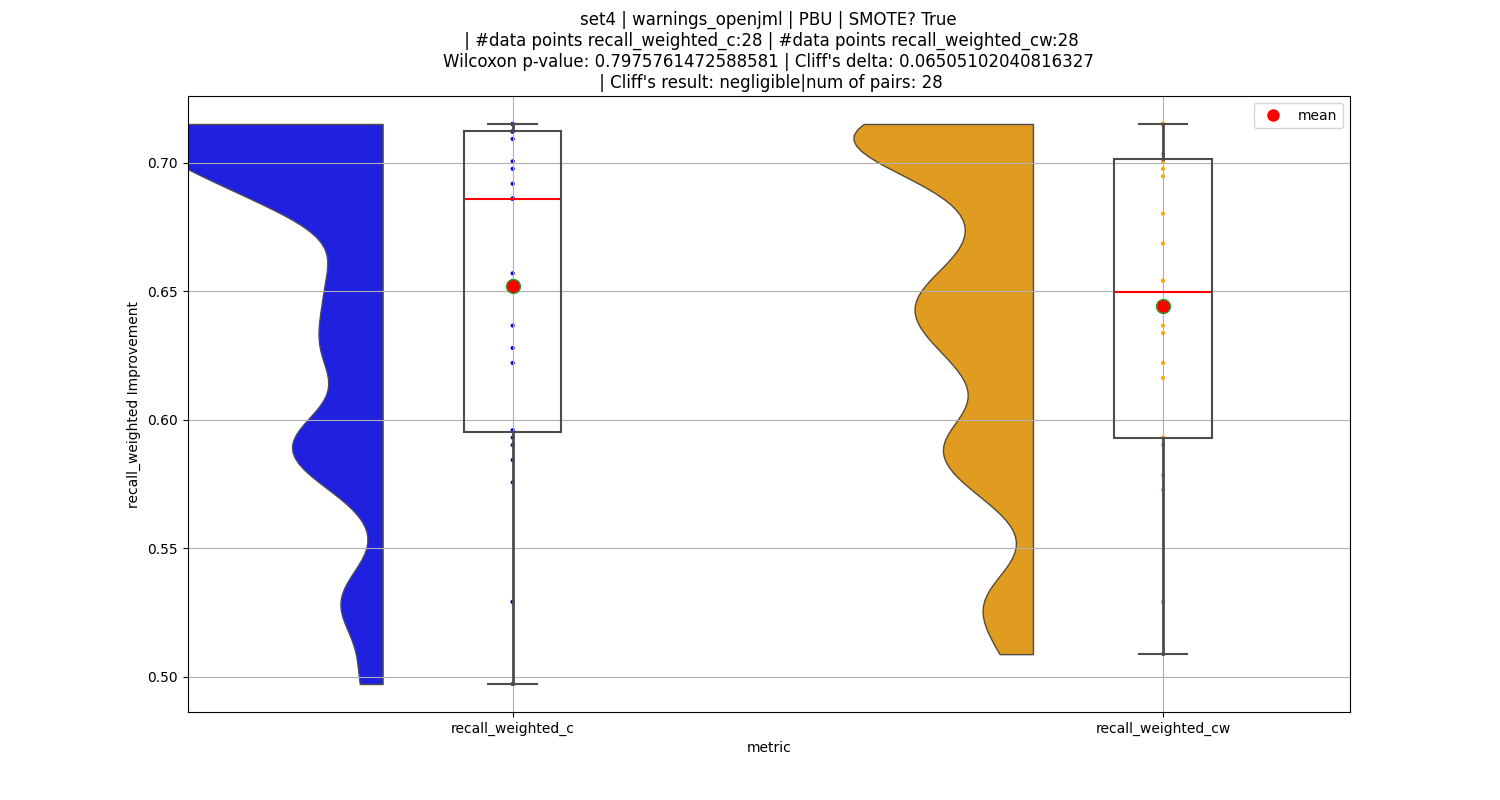 set4 | warnings_openjml | PBU | SMOTE? True
| #data points recall_weighted_c:28 | #data points recall_weighted_cw:28
Wilcoxon p-value: 0.7975761472588581 | Cliff's delta: 0.06505102040816327
| Cliff's result: negligible|num of pairs: 28
mean
0.70
0.65
0.60
0.55
0.50
recall_weighted Improvement
recall_weighted_c
recall_weighted_cw
metric